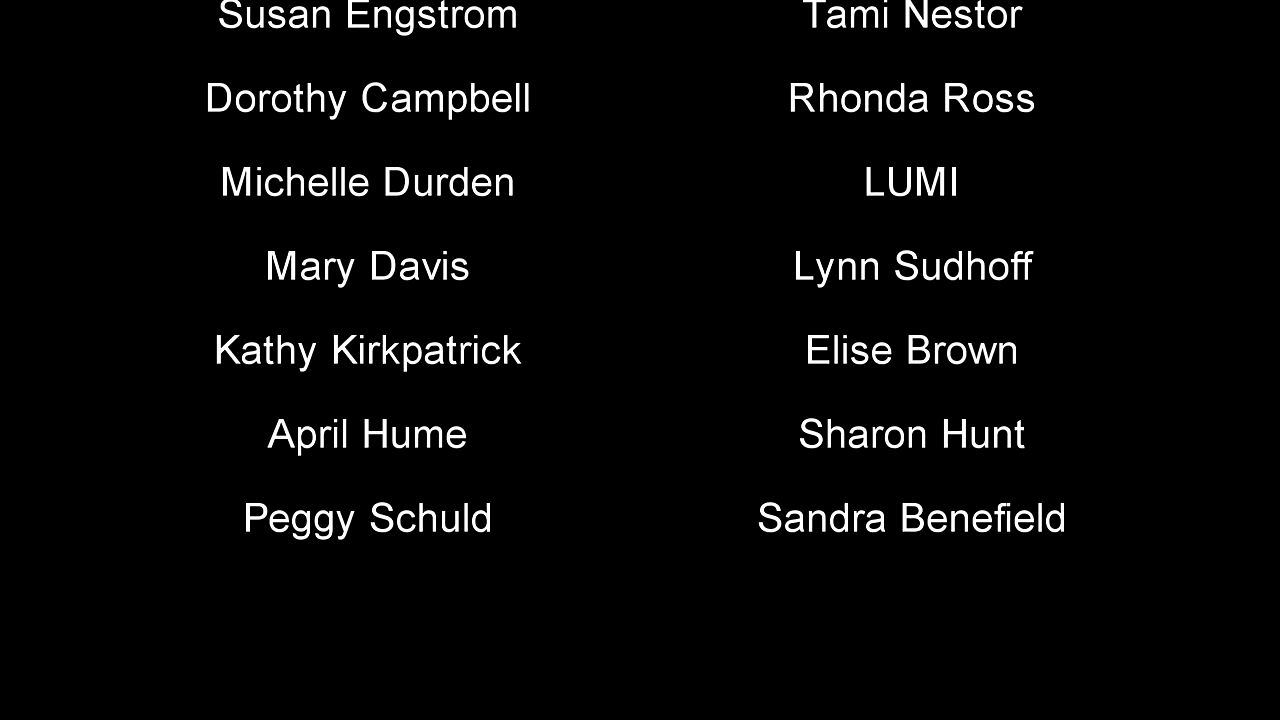 Susan Engstrom Tami Nestor
Dorothy Campbell Rhonda Ross
Michelle Durden LUMI
Mary Davis Lynn Sudhoff
Kathy Kirkpatrick Elise Brown
April Hume Sharon Hunt
Peggy Schuld Sandra Benefield